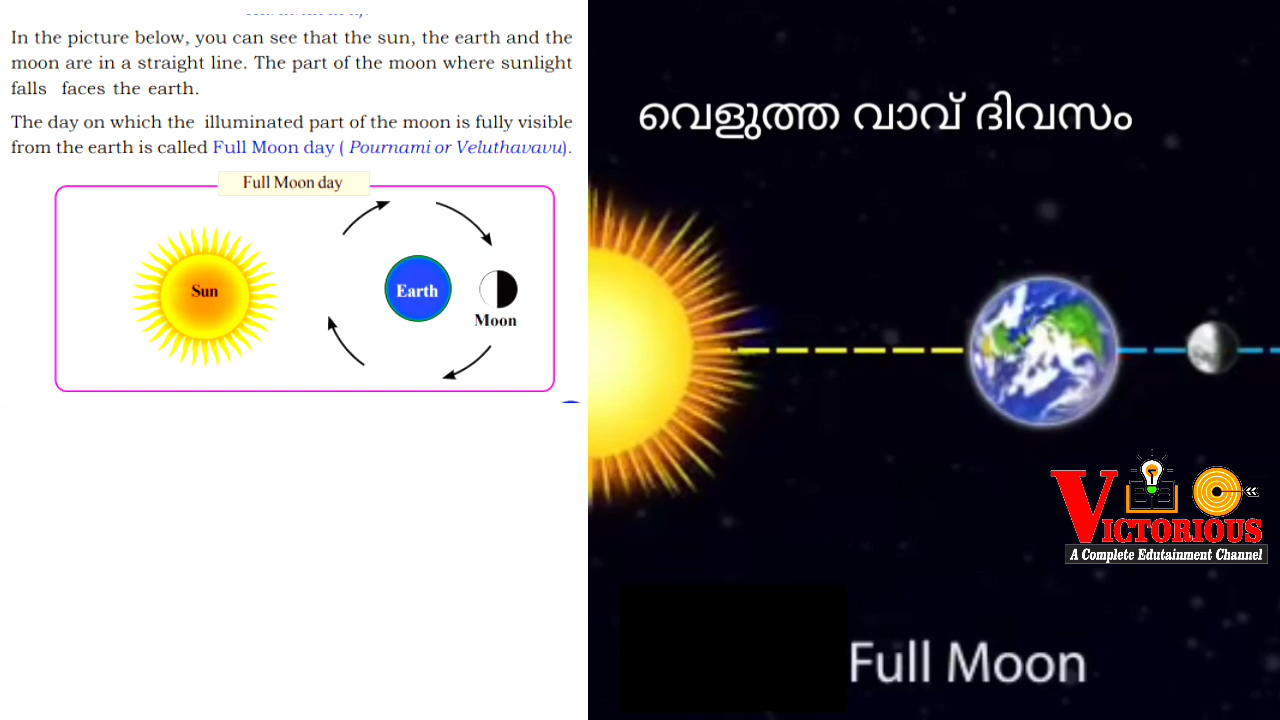 In the picture below, you can see that the sun, the earth and the
moon are in a straight line. The part of the moon where sunlight
falls faces the earth.
The day on which the illuminated part of the moon is fully visible
from the earth is called Full Moon day ( Pournami or Veluthavavu).
Full Moon day
Sun
Earth
Moon
വെളുത്ത വാവ് ദിവസം
VICTORIOUS
A Complete Edutainment Channel
Full Moon